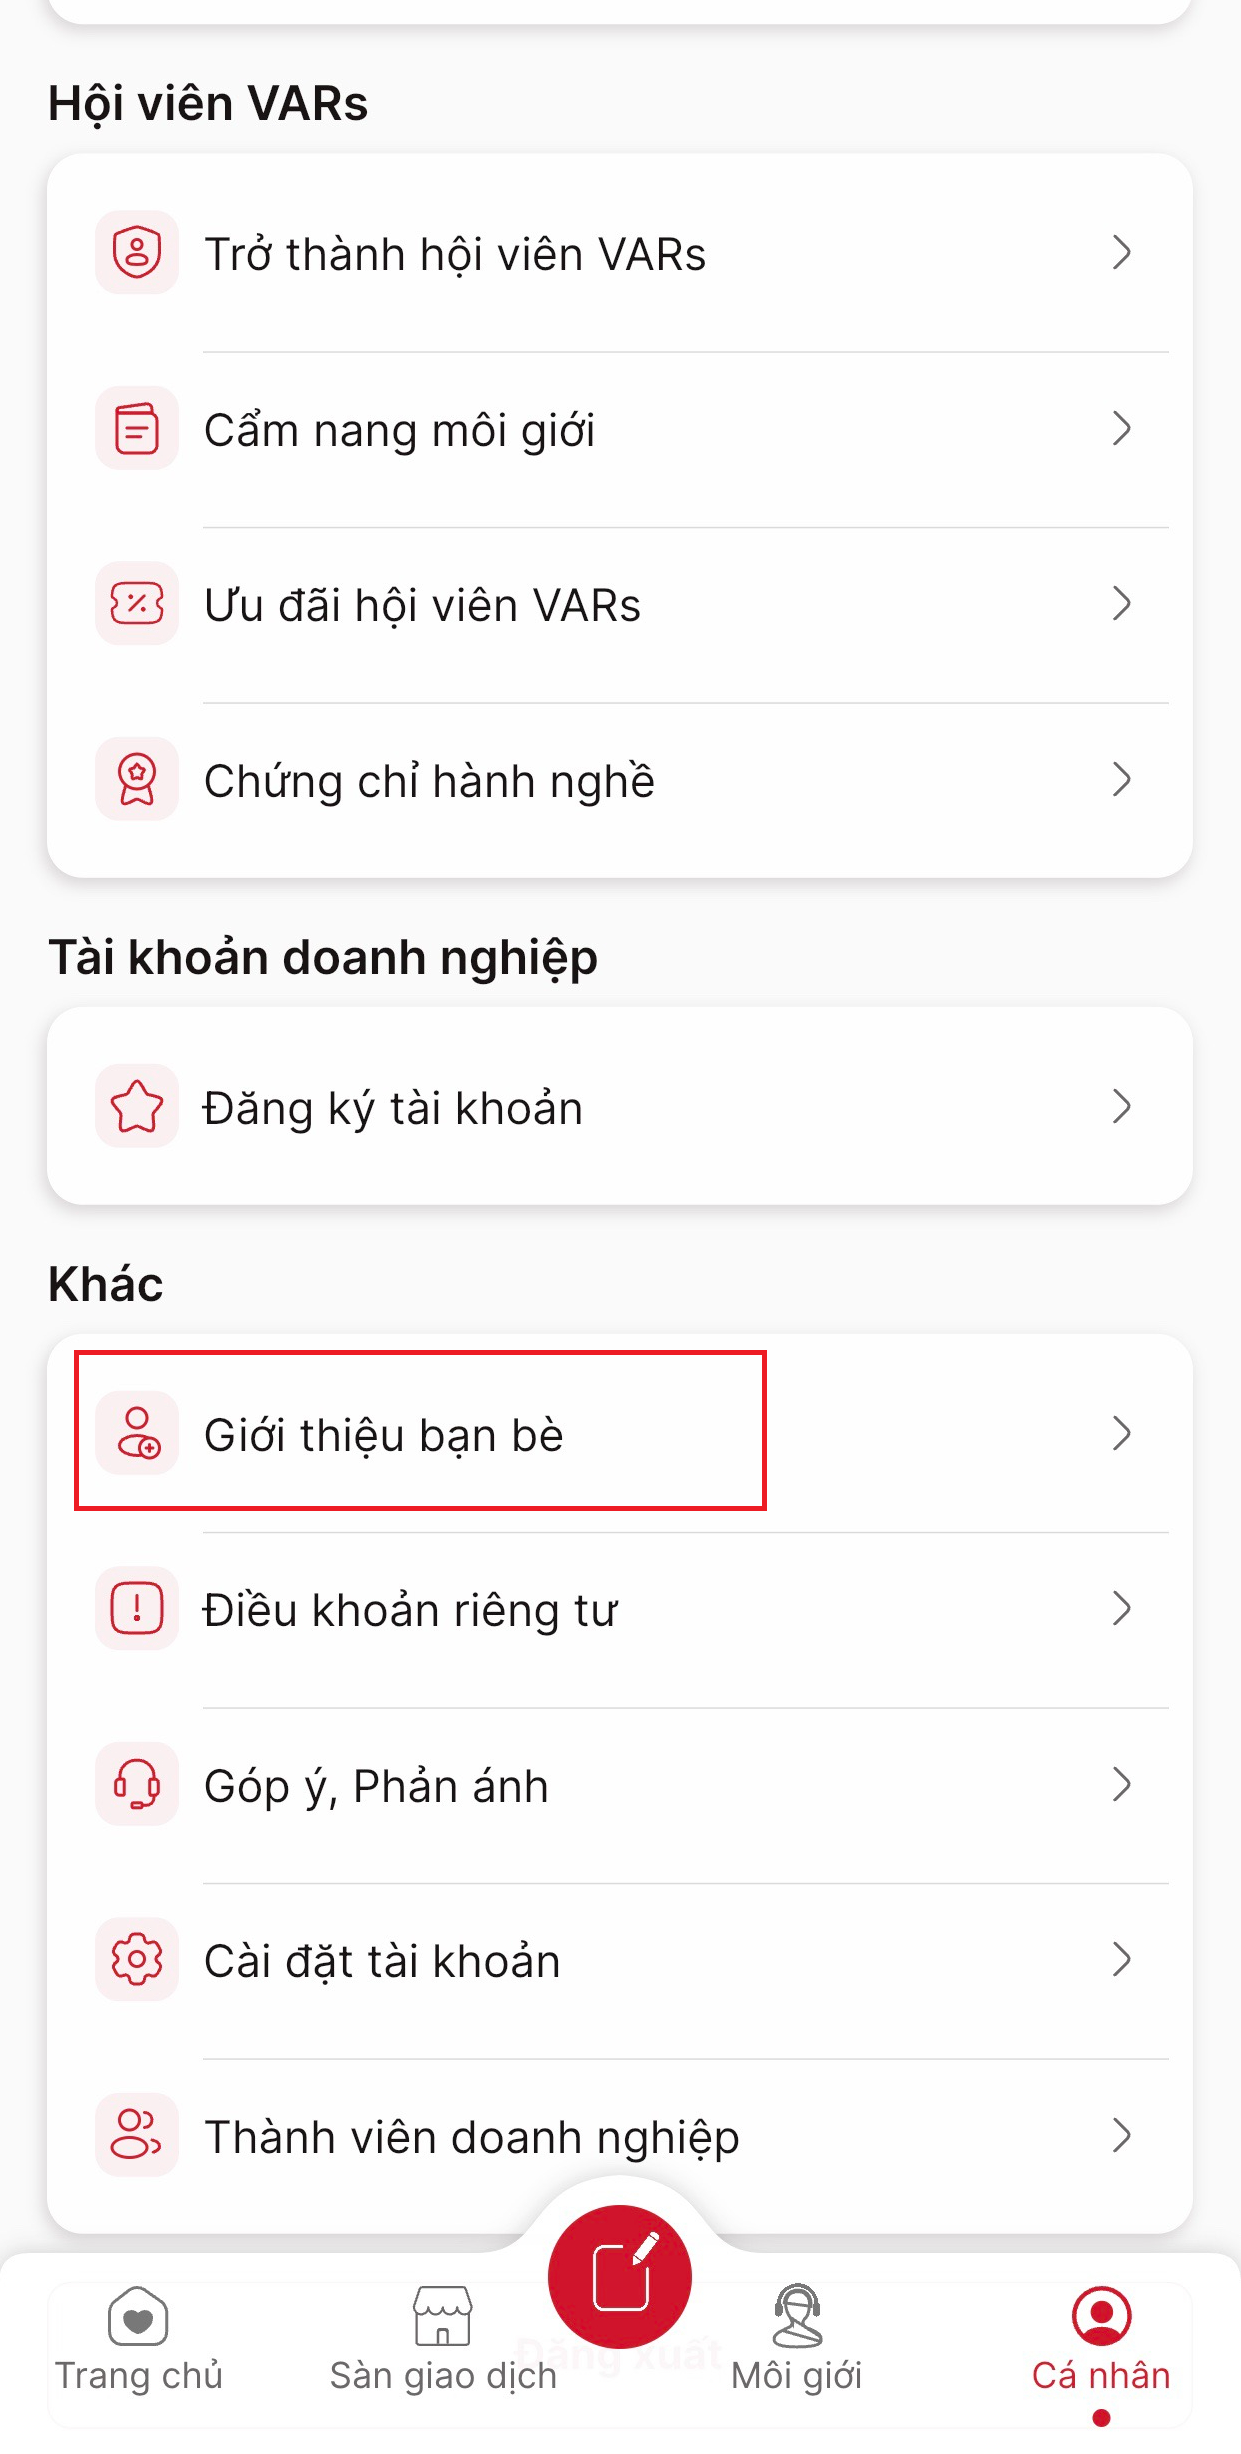 Hội viên VARs
Trở thành hội viên VARs
Cẩm nang môi giới
Ưu đãi hội viên VARs
Chứng chỉ hành nghề
Tài khoản doanh nghiệp
Đăng ký tài khoản
Khác
Giới thiệu bạn bè
Điều khoản riêng tư
Góp ý, Phản ánh
Cài đặt tài khoản
Thành viên doanh nghiệp
Đăng xuất
Trang chủ
Sàn giao dịch
Môi giới
Cá nhân